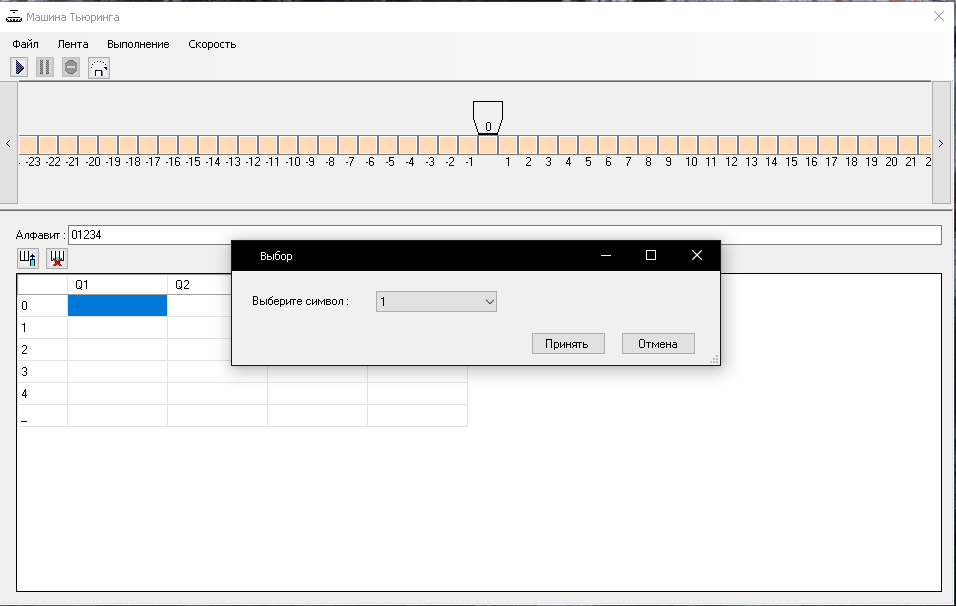 Машина Тьюринга
Файл Лента Выполнение Скорость
0
-23 -22 -21 -20 -19 -18 -17 -16 -15 -14 -13 -12 -11 -10 -9 -8 -7 -6 -5 -4 -3 -2 -1 1 2 3 4 5 6 7 8 9 10 11 12 13 14 15 16 17 18 19 20 21 2
Алфавит : 01234
Выбор
Q1 Q2
Выберите символ : 1
0
1
Принять Отмена
2
3
4
_